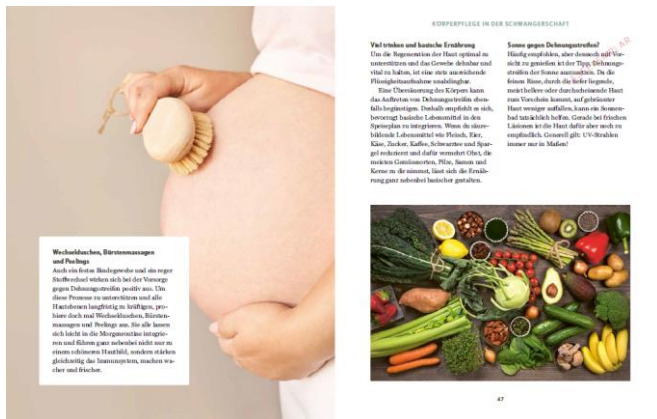 Wechselduschen, Bürstenmassagen
und Peelings
Auch ein festes Bindegewebe und ein reger
Stoffwechsel wirken sich bei der Vorsorge
gegen Dehnungsstreifen positiv aus. Um
diese Prozesse zu unterstützen und alle
Hautebenen langfristig zu kräftigen, pro-
biere doch mal Wechselduschen, Bürsten-
massagen und Peelings aus. Sie alle lassen
sich leicht in die Morgenroutine integrie-
ren und führen ganz nebenbei nicht nur zu
einem schöneren Hautbild, sondern stärken
gleichzeitig das Immunsystem, machen wa-
cher und frischer.
KÖRPERPFLEGE IN DER SCHWANGERSCHAFT
Viel trinken und basische Ernährung
Um die Regeneration der Haut optimal zu
unterstützen und das Gewebe dehnbar und
vital zu halten, ist eine stets ausreichende
Flüssigkeitsaufnahme unabdingbar.
Eine Übersäuerung des Körpers kann
das Auftreten von Dehnungsstreifen eben-
falls begünstigen. Deshalb empfiehlt es sich,
bevorzugt basische Lebensmittel in den
Speiseplan zu integrieren. Wenn du säure-
bildende Lebensmittel wie Fleisch, Eier,
Käse, Zucker, Kaffee, Schwarztee und Spar-
gel reduzierst und dafür vermehrt Obst, die
meisten Gemüsesorten, Pilze, Samen und
Kerne zu dir nimmst, lässt sich die Ernäh-
rung ganz nebenbei basischer gestalten.
Sonne gegen Dehnungsstreifen?
Häufig empfohlen, aber dennoch mit Vor-
sicht zu genießen ist der Tipp, Dehnungs-
streifen der Sonne auszusetzen. Da die
feinen Risse, durch die tiefer liegende,
meist hellere oder durchscheinende Haut
zum Vorschein kommt, auf gebräunter
Haut weniger auffallen, kann ein Sonnen-
bad tatsächlich helfen. Gerade bei frischen
Läsionen ist die Haut dafür aber noch zu
empfindlich. Generell gilt: UV-Strahlen
immer nur in Maßen!
47